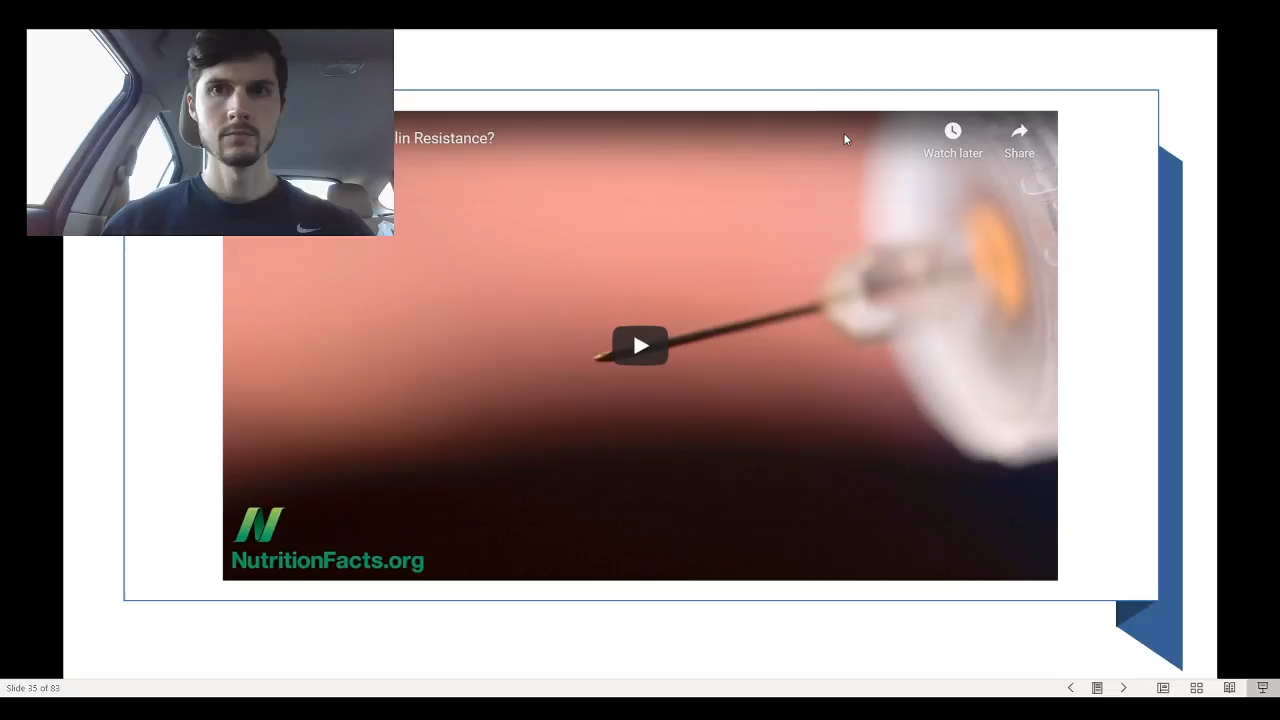 lin Resistance?
Watch later
Share
N
NutritionFacts.org
Slide 35 of 83